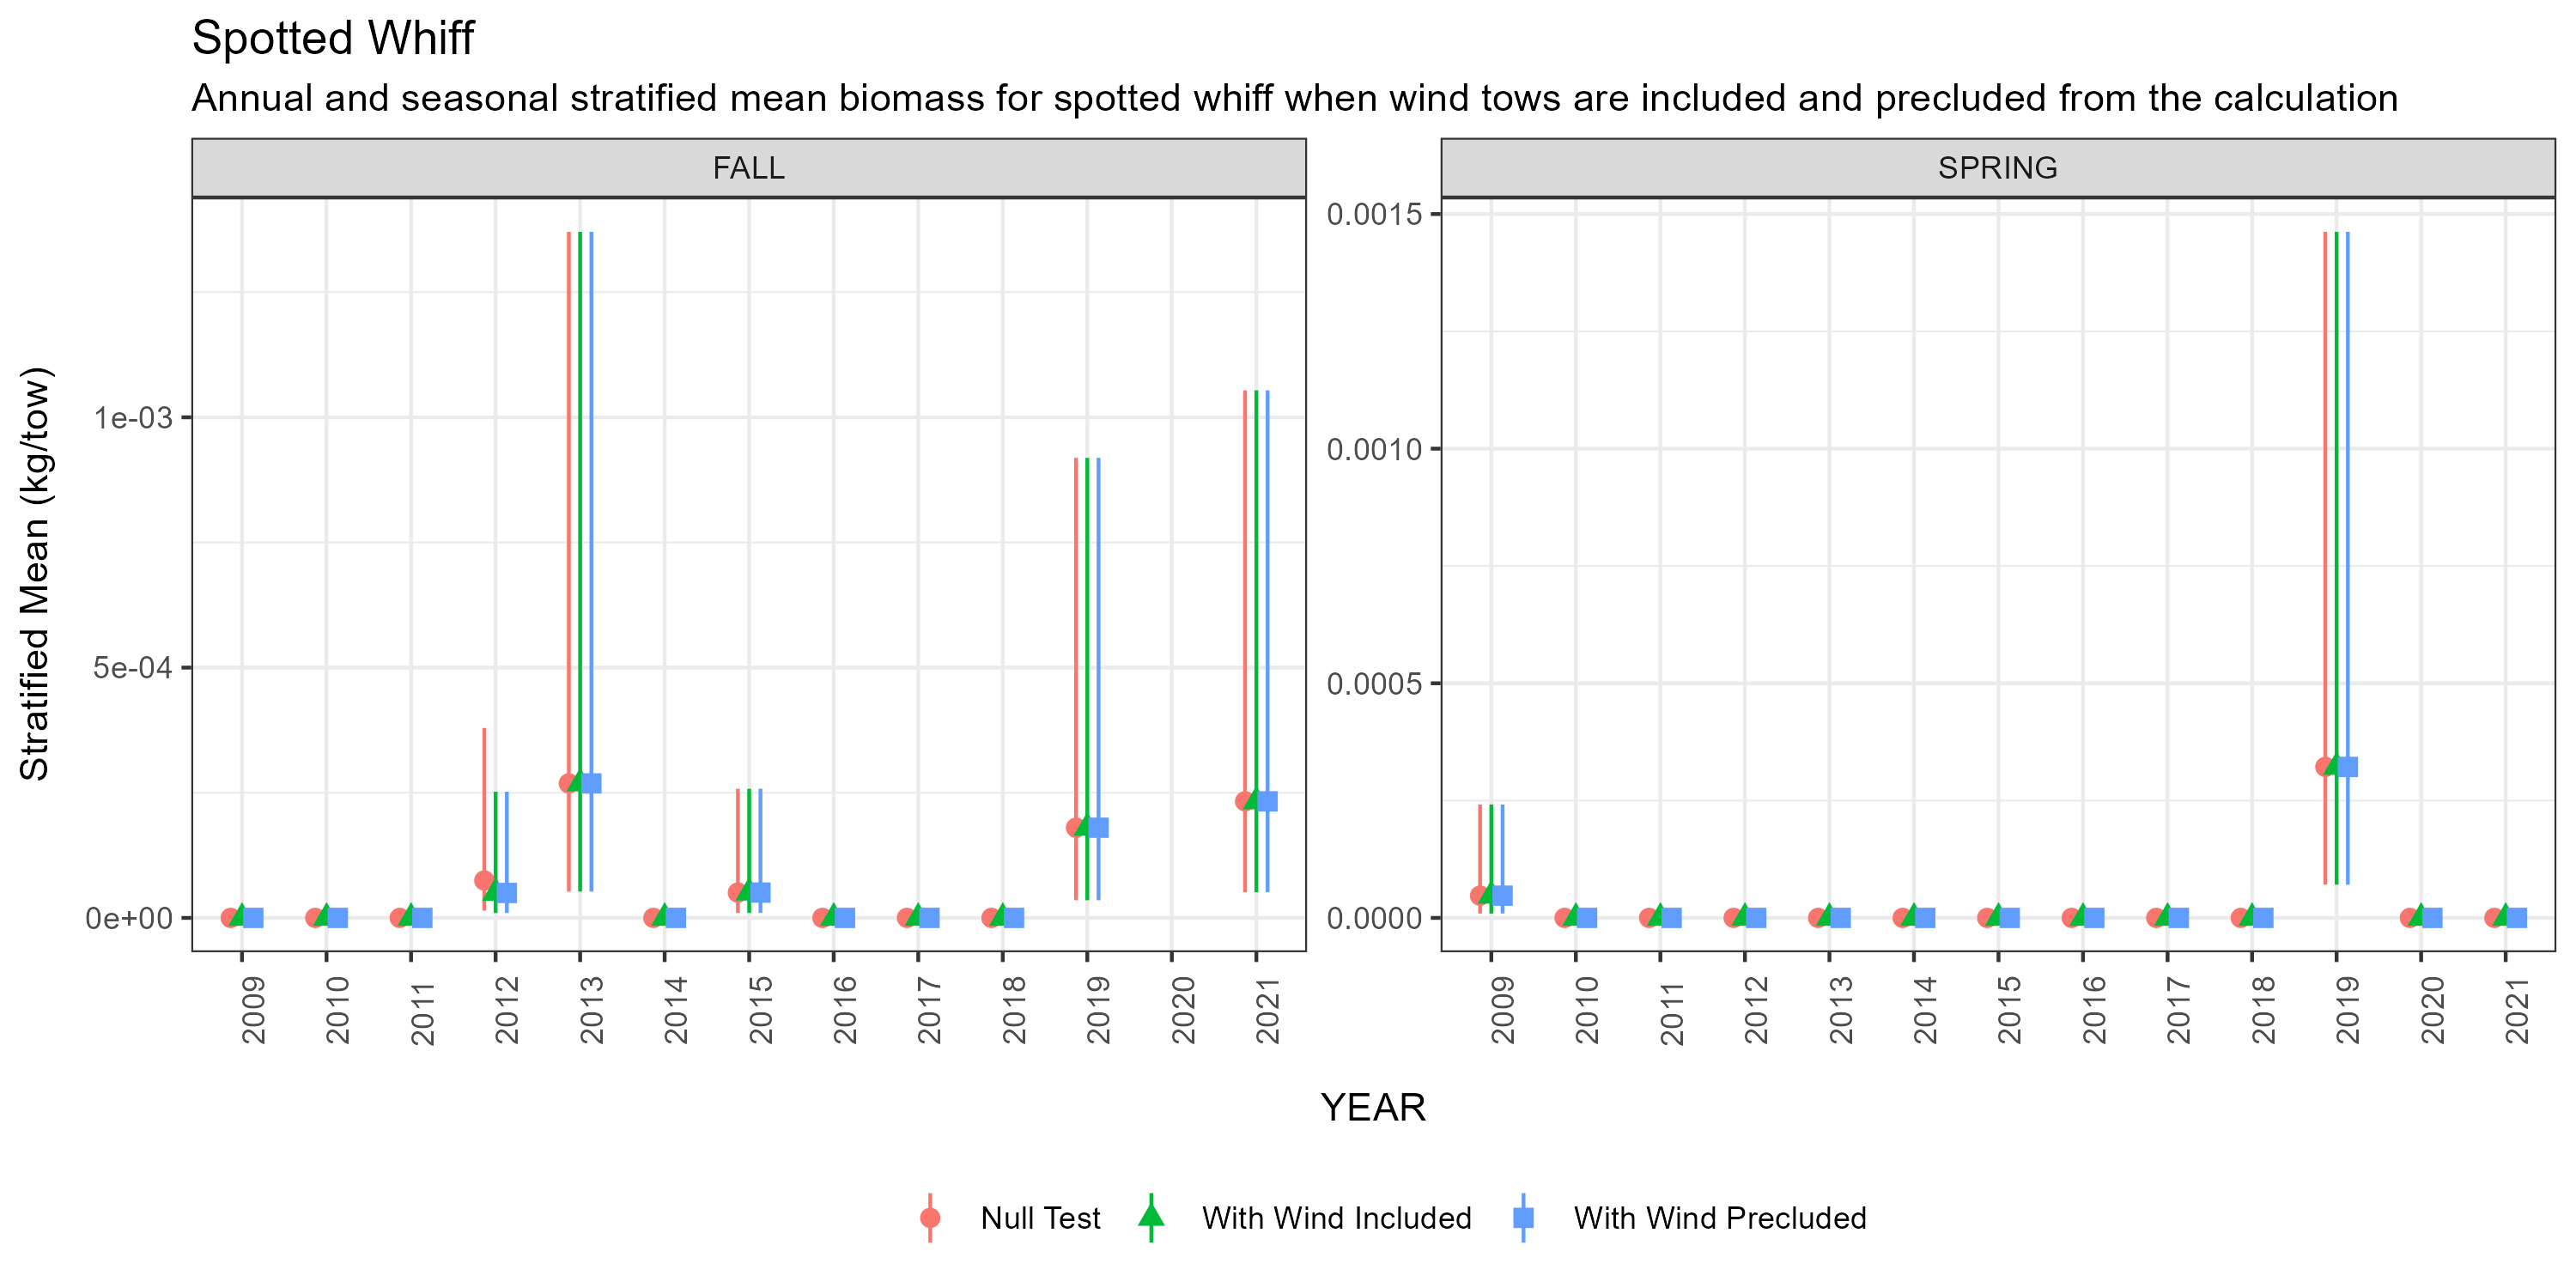 Spotted Whiff
Annual and seasonal stratified mean biomass for spotted whiff when wind tows are included and precluded from the calculation
FALL
SPRING
Stratified Mean (kg/tow)
1e-03
5e-04
0e+00
0.0015
0.0010
0.0005
0.0000
2009 2010 2011 2012 2013 2014 2015 2016 2017 2018 2019 2020 2021
2009 2010 2011 2012 2013 2014 2015 2016 2017 2018 2019 2020 2021
YEAR
Null Test With Wind Included With Wind Precluded